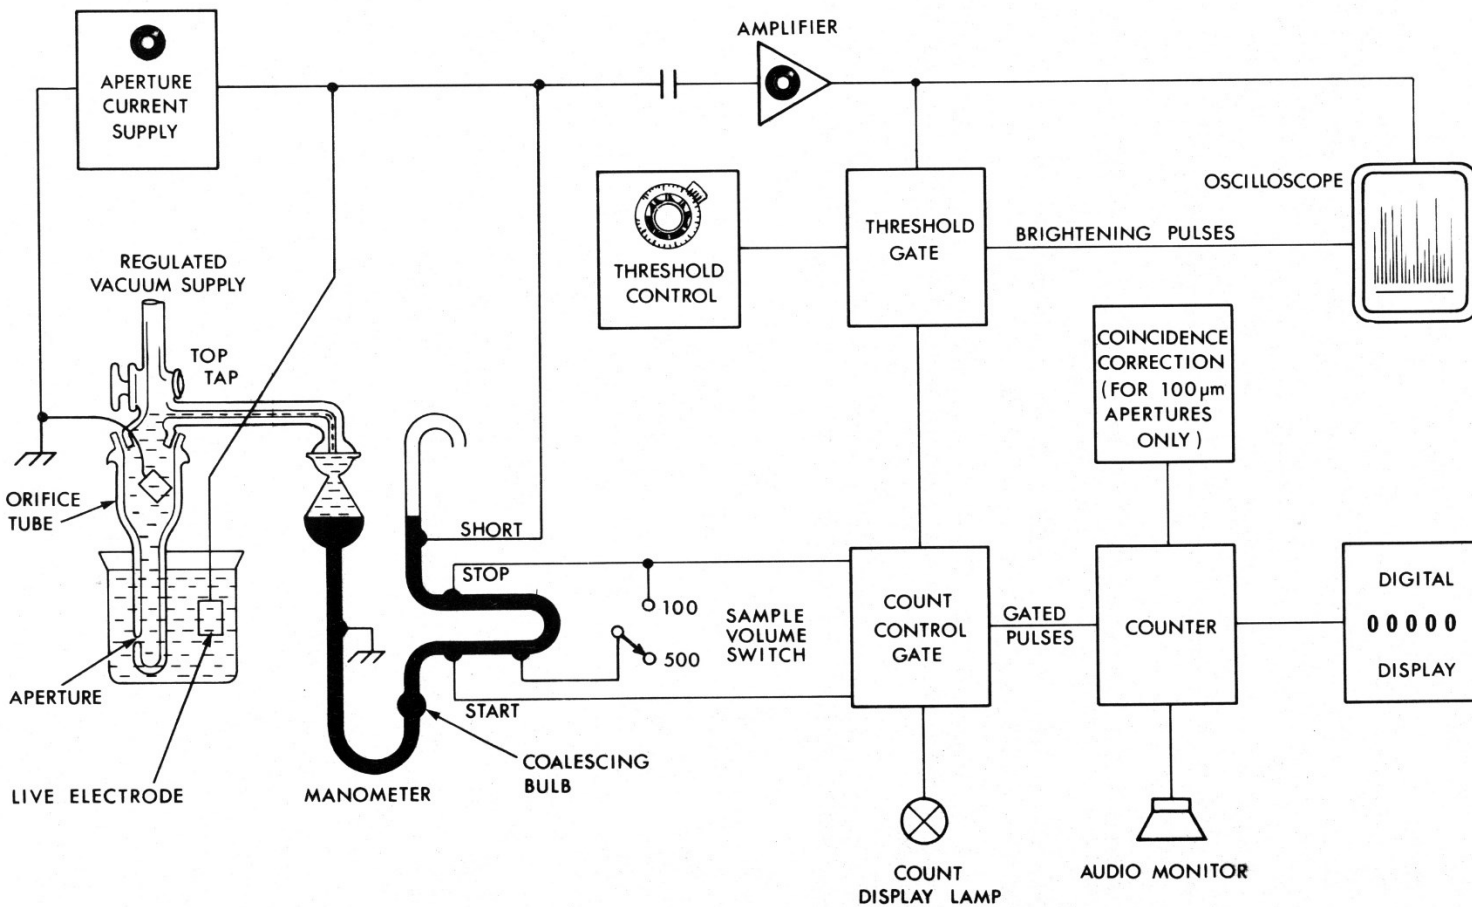 AMPLIFIER
APERTURE
CURRENT
SUPPLY
OSCILLOSCOPE
THRESHOLD
CONTROL
THRESHOLD
GATE
BRIGHTENING PULSES
REGULATED
VACUUM SUPPLY
TOP
TAP
COINCIDENCE
CORRECTION
(FOR 100µm
APERTURES
ONLY)
ORIFICE
TUBE
SHORT
STOP
100
500
SAMPLE
VOLUME
SWITCH
COUNT
CONTROL
GATE
GATED
PULSES
COUNTER
DIGITAL
00000
DISPLAY
APERTURE
START
COALESCING
BULB
LIVE ELECTRODE
MANOMETER
COUNT
DISPLAY LAMP
AUDIO MONITOR